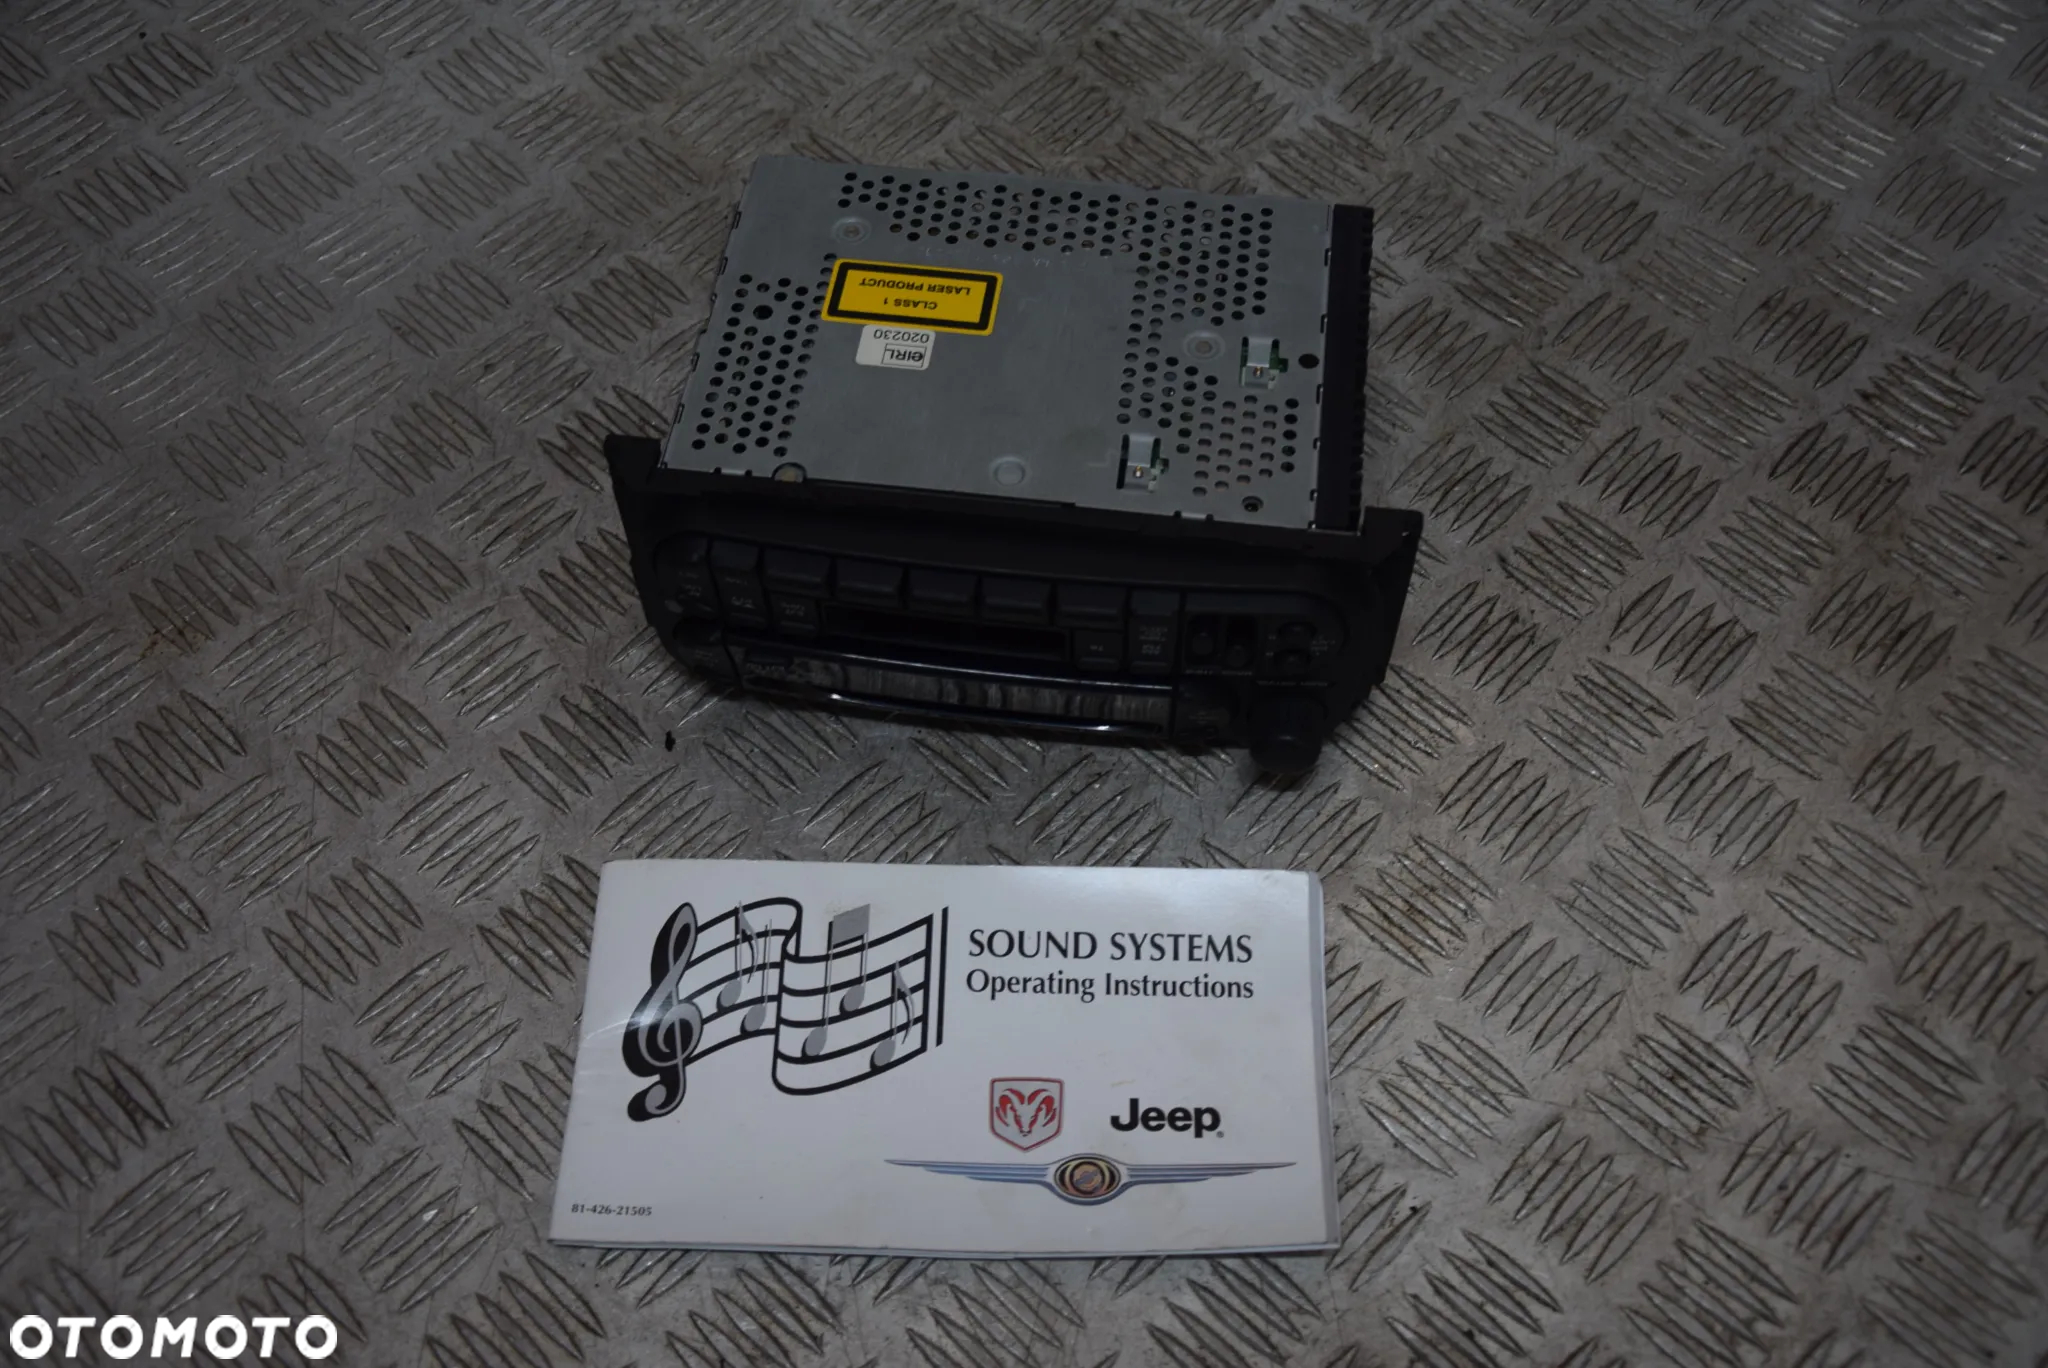 CLASS 1
LASER PRODUCT
eIRL
020230
SOUND SYSTEMS
Operating Instructions
Jeep
81-426-21505
OTOMOTO